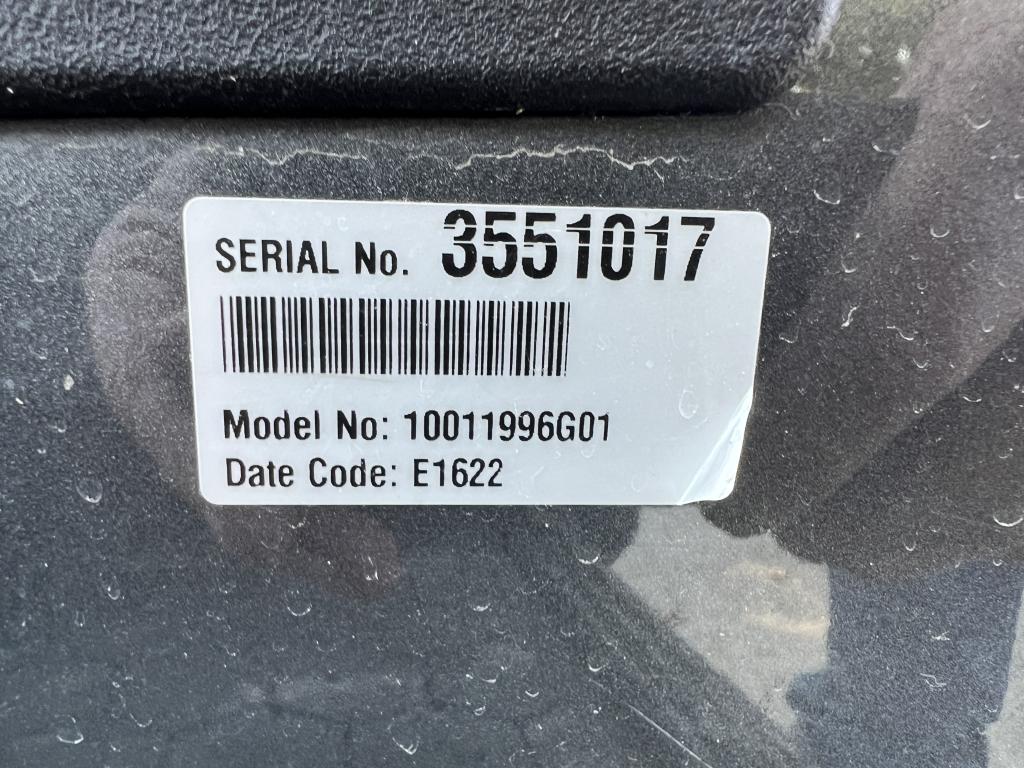 SERIAL No. 3551017
Model No: 10011996G01
Date Code: E1622